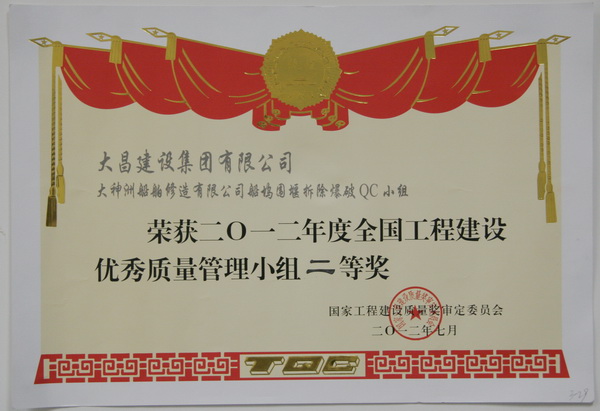 大昌建设集团有限公司
大神洲船舶修造有限公司船坞围堰拆除爆破QC小组
荣获二〇一二年度全国工程建设
优秀质量管理小组二等奖
国家工程建设质量奖审定委员会
二〇一二年七月
TQC